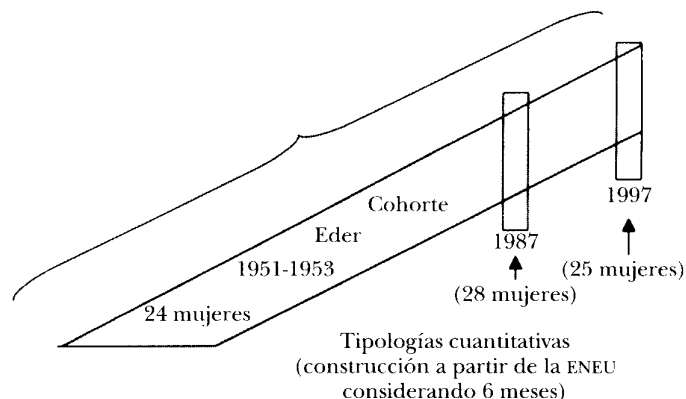 1997
Cohorte
1987
Eder
(25 mujeres)
1951-1953
(28 mujeres)
24 mujeres
Tipologías cuantitativas
(construcción a partir de la ENEU
considerando 6 meses)